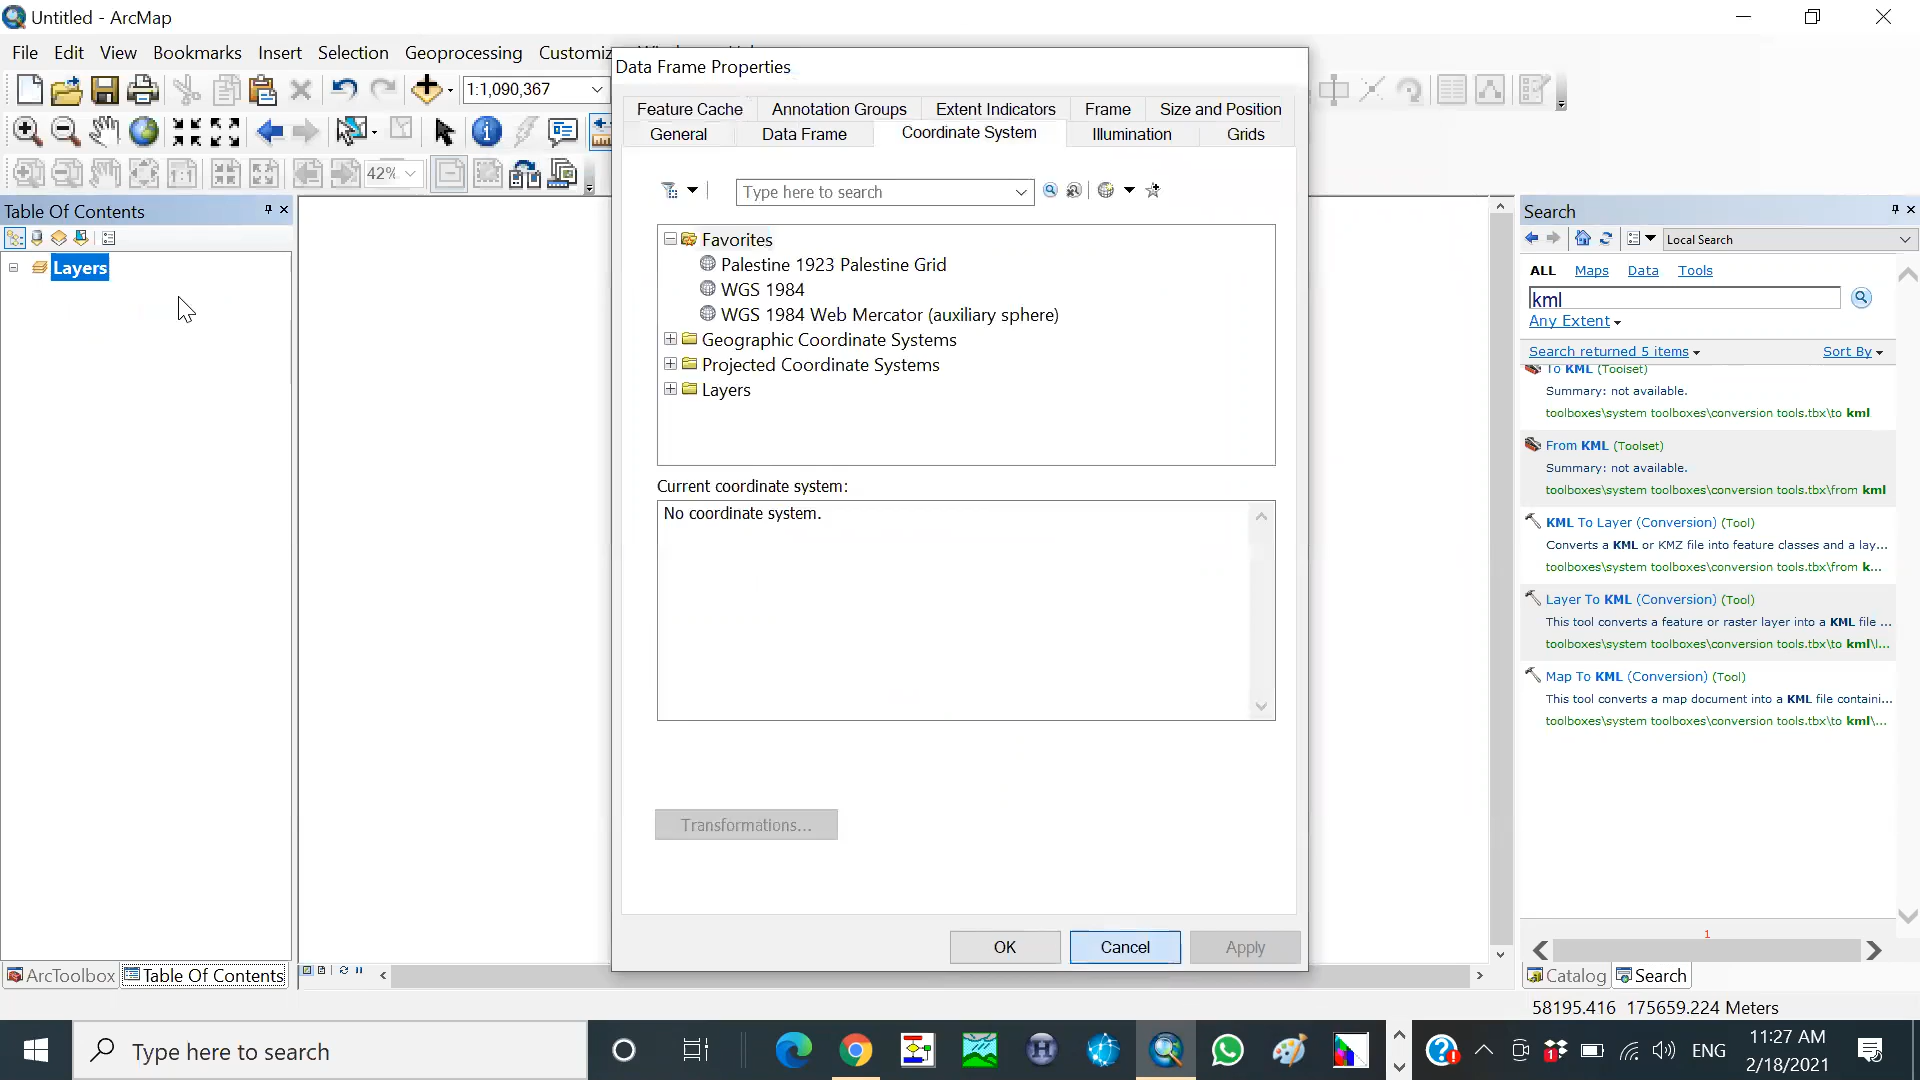 Untitled - ArcMap
File Edit View Bookmarks Insert Selection Geoprocessing Customiz
1:1,090,367
42%
Table Of Contents
Layers
ArcToolbox Table Of Contents
Data Frame Properties
Feature Cache Annotation Groups Extent Indicators Frame Size and Position
General Data Frame Coordinate System Illumination Grids
Type here to search
Favorites
Palestine 1923 Palestine Grid
WGS 1984
WGS 1984 Web Mercator (auxiliary sphere)
Geographic Coordinate Systems
Projected Coordinate Systems
Layers
Current coordinate system:
No coordinate system.
Transformations...
OK Cancel Apply
Search
Local Search
ALL Maps Data Tools
kml
Any Extent
Search returned 5 items Sort By
To KML (Toolset)
Summary: not available.
toolboxes\system toolboxes\conversion tools.tbx\to kml
From KML (Toolset)
Summary: not available.
toolboxes\system toolboxes\conversion tools.tbx\from kml
KML To Layer (Conversion) (Tool)
Converts a KML or KMZ file into feature classes and a lay...
toolboxes\system toolboxes\conversion tools.tbx\from k...
Layer To KML (Conversion) (Tool)
This tool converts a feature or raster layer into a KML file ...
toolboxes\system toolboxes\conversion tools.tbx\to kml\l...
Map To KML (Conversion) (Tool)
This tool converts a map document into a KML file containi...
toolboxes\system toolboxes\conversion tools.tbx\to kml\...
1
Catalog Search
58195.416 175659.224 Meters
Type here to search
ENG
11:27 AM
2/18/2021